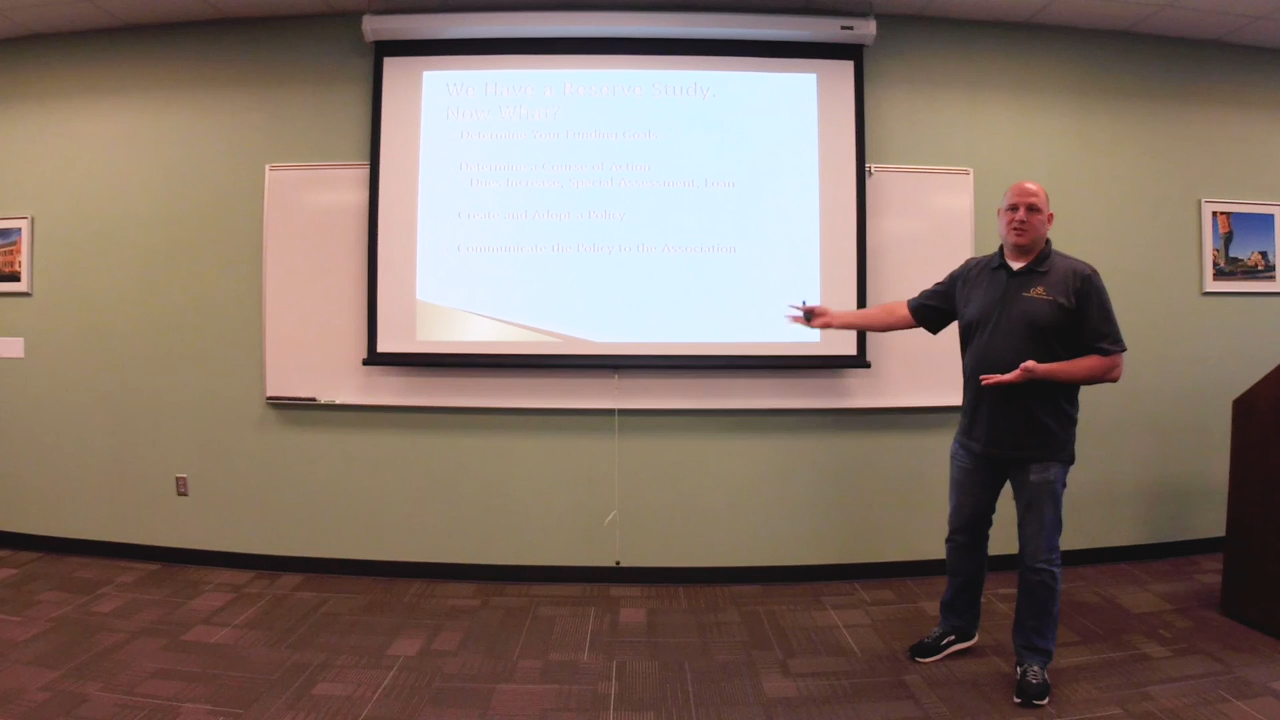 We Have a Reserve Study,
Now What?
Determine Your Funding Goals
Determine a Course of Action
Dues Increase, Special Assessment, Loan
Create and Adopt a Policy
Communicate the Policy to the Association